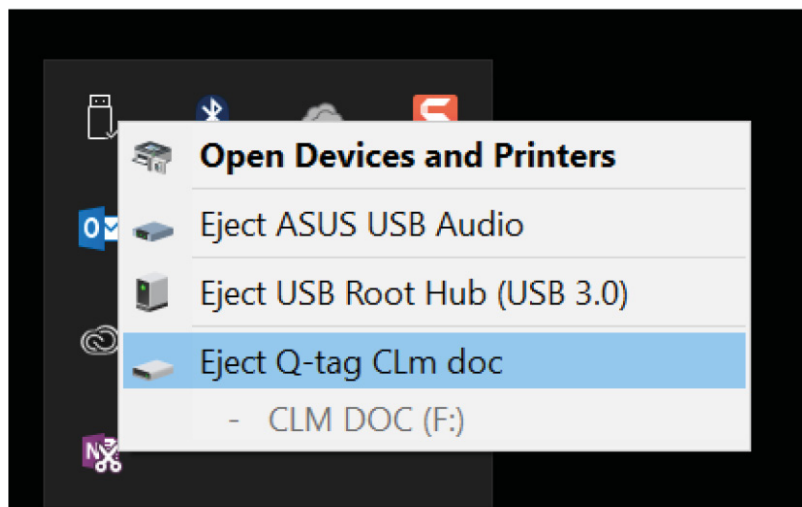 Open Devices and Printers
Eject ASUS USB Audio
Eject USB Root Hub (USB 3.0)
Eject Q-tag CLm doc
- CLM DOC (F:)